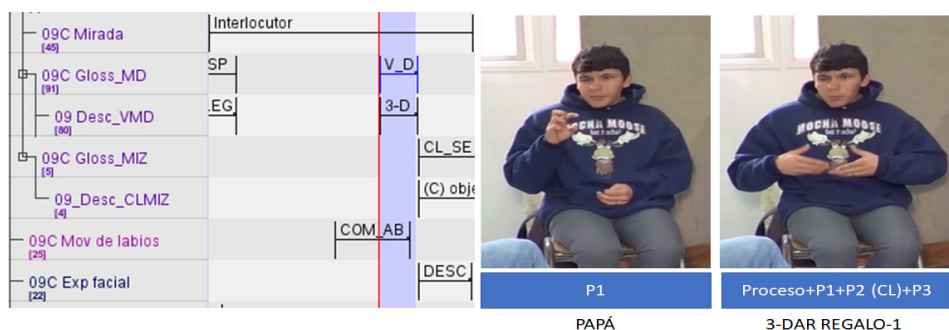 Interlocutor
09C Mirada
[45]
SP
V_D
09C Gloss_MD
[91]
.EG
3-D
09 Desc_VMD
[80]
CL_SE
09C Gloss_MIZ
[5]
(C) obje
09_Desc_CLMIZ
[4]
COM_AB
09C Mov de labios
[25]
DESC
09C Exp facial
[22]
MOCHA MOOSE
MOCHA MOOSE
P1
Proceso+P1+P2 (CL)+P3
PAPÁ
3-DAR REGALO-1